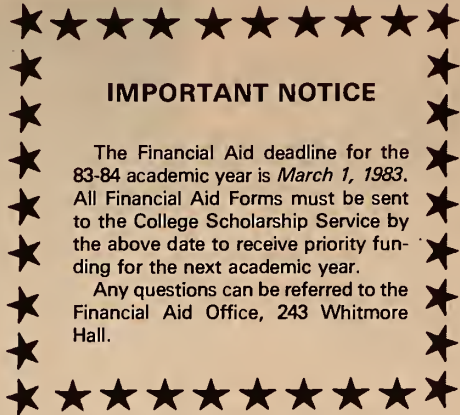 IMPORTANT NOTICE
The Financial Aid deadline for the
83-84 academic year is March 1, 1983.
All Financial Aid Forms must be sent
to the College Scholarship Service by
the above date to receive priority fun-
ding for the next academic year.
Any questions can be referred to the
Financial Aid Office, 243 Whitmore
Hall.